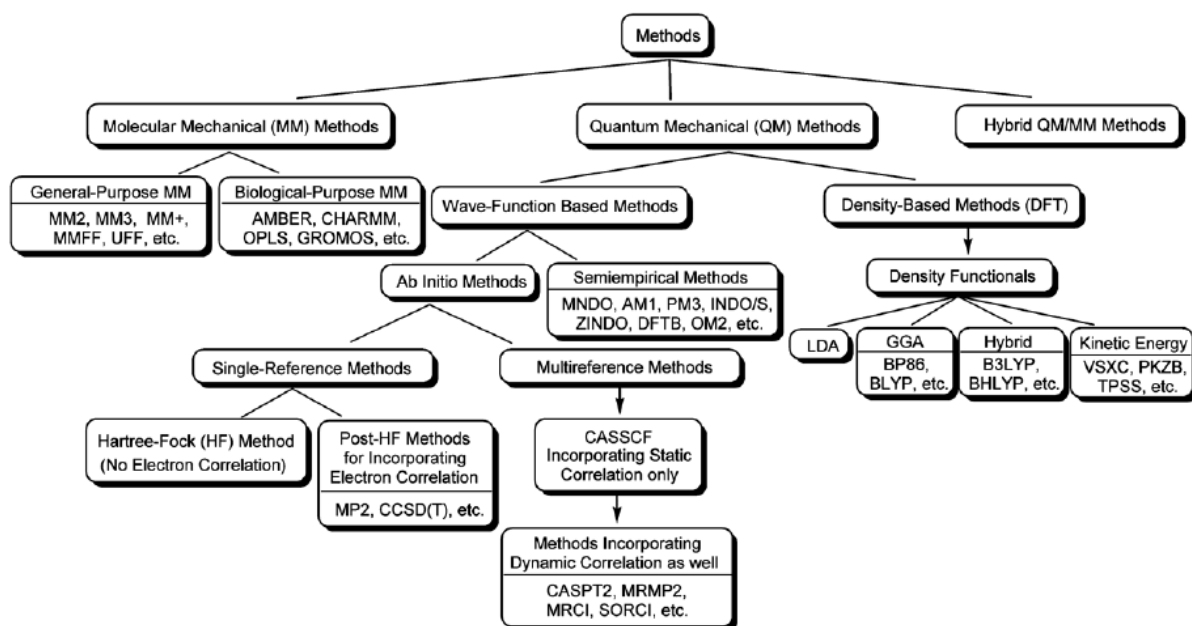 Methods
Molecular Mechanical (MM) Methods
Quantum Mechanical (QM) Methods
Hybrid QM/MM Methods
General-Purpose MM
MM2, MM3, MM+,
MMFF, UFF, etc.
Biological-Purpose MM
AMBER, CHARMM,
OPLS, GROMOS, etc.
Wave-Function Based Methods
Density-Based Methods (DFT)
Ab Initio Methods
Semiempirical Methods
MNDO, AM1, PM3, INDO/S,
ZINDO, DFTB, OM2, etc.
Density Functionals
LDA
GGA
BP86,
BLYP, etc.
Hybrid
B3LYP,
BHLYP, etc.
Kinetic Energy
VSXC, PKZB,
TPSS, etc.
Single-Reference Methods
Multireference Methods
Hartree-Fock (HF) Method
(No Electron Correlation)
Post-HF Methods
for Incorporating
Electron Correlation
MP2, CCSD(T), etc.
CASSCF
Incorporating Static
Correlation only
Methods Incorporating
Dynamic Correlation as well
CASPT2, MRMP2,
MRCI, SORCI, etc.